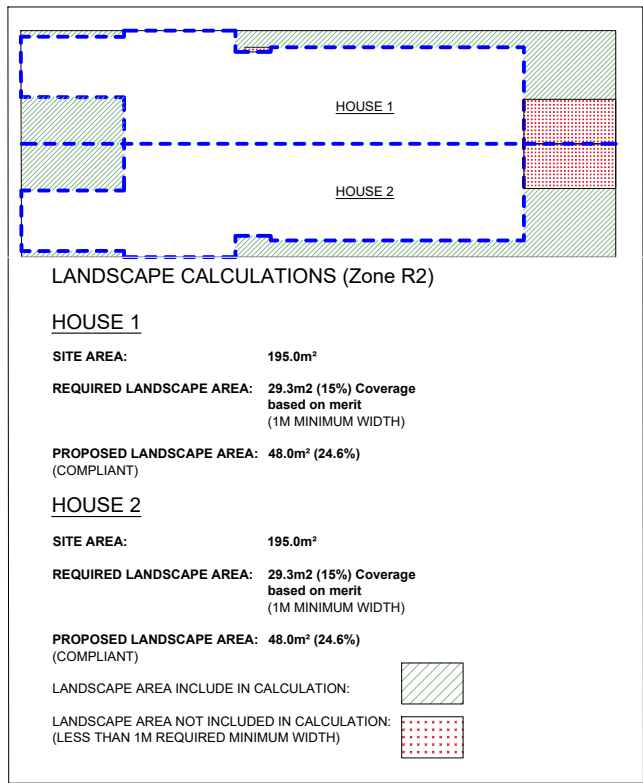 HOUSE 1
HOUSE 2
LANDSCAPE CALCULATIONS (Zone R2)
HOUSE 1
SITE AREA: 195.0m²
REQUIRED LANDSCAPE AREA: 29.3m2 (15%) Coverage
based on merit
(1M MINIMUM WIDTH)
PROPOSED LANDSCAPE AREA: 48.0m² (24.6%)
(COMPLIANT)
HOUSE 2
SITE AREA: 195.0m²
REQUIRED LANDSCAPE AREA: 29.3m2 (15%) Coverage
based on merit
(1M MINIMUM WIDTH)
PROPOSED LANDSCAPE AREA: 48.0m² (24.6%)
(COMPLIANT)
LANDSCAPE AREA INCLUDE IN CALCULATION:
LANDSCAPE AREA NOT INCLUDED IN CALCULATION:
(LESS THAN 1M REQUIRED MINIMUM WIDTH)